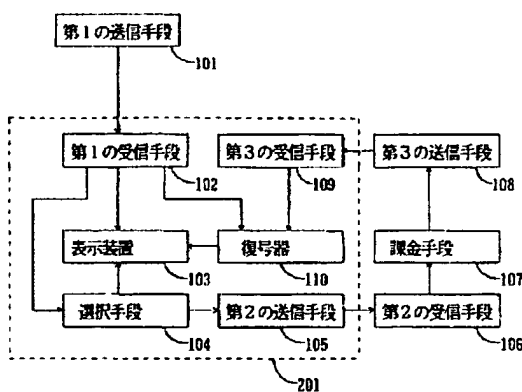 第1の送信手段
101
第1の受信手段
102
第3の受信手段
109
第3の送信手段
108
表示装置
103
復号器
110
課金手段
107
選択手段
104
第2の送信手段
105
第2の受信手段
106
201